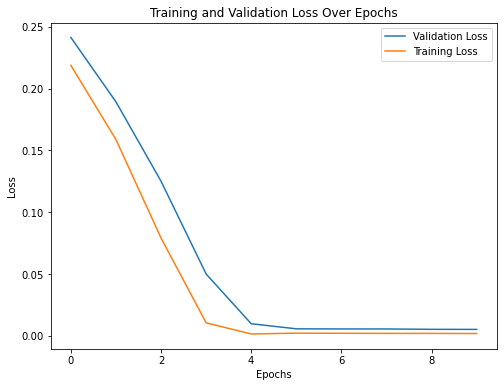 Training and Validation Loss Over Epochs
Validation Loss
Training Loss
Loss
0.25
0.20
0.15
0.10
0.05
0.00
0 2 4 6 8
Epochs